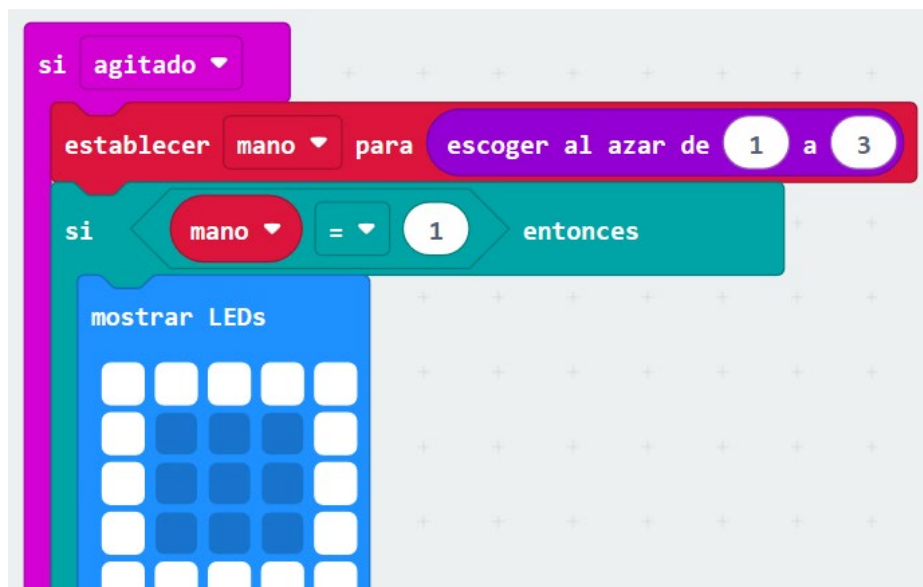 si agitado
establecer mano para escoger al azar de 1 a 3
si mano = 1 entonces
mostrar LEDs